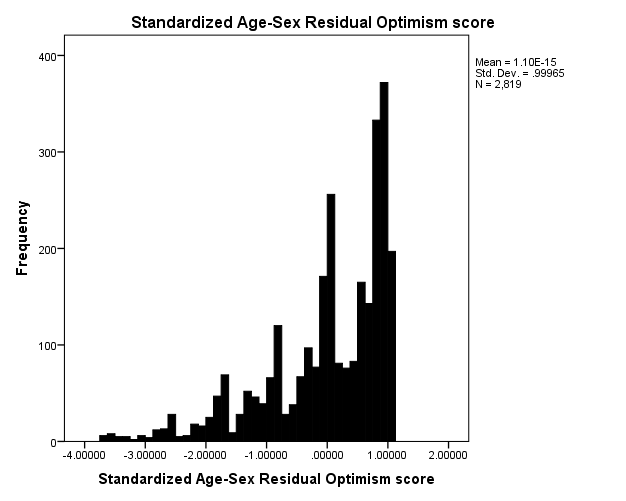 Standardized Age-Sex Residual Optimism score
Mean = 1.10E-15
Std. Dev. = .99965
N = 2,819
400
300
200
100
0
Frequency
-4.00000 -3.00000 -2.00000 -1.00000 .00000 1.00000 2.00000
Standardized Age-Sex Residual Optimism score